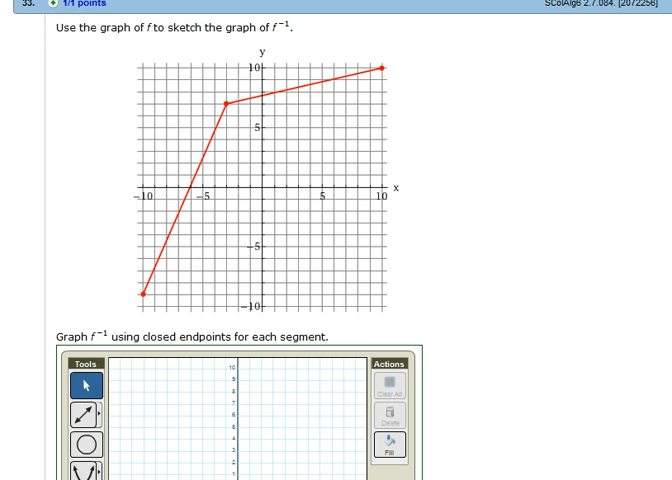 33. 1/1 points SColAlg6 2.7.084. [2072256]
Use the graph of f to sketch the graph of f⁻¹.
y
10
5
−10 −5 5 10 x
−5
−10
Graph f⁻¹ using closed endpoints for each segment.
Tools Actions
10
9
8
7
6
5
4
3
2
1
Clear All
Delete
Fill